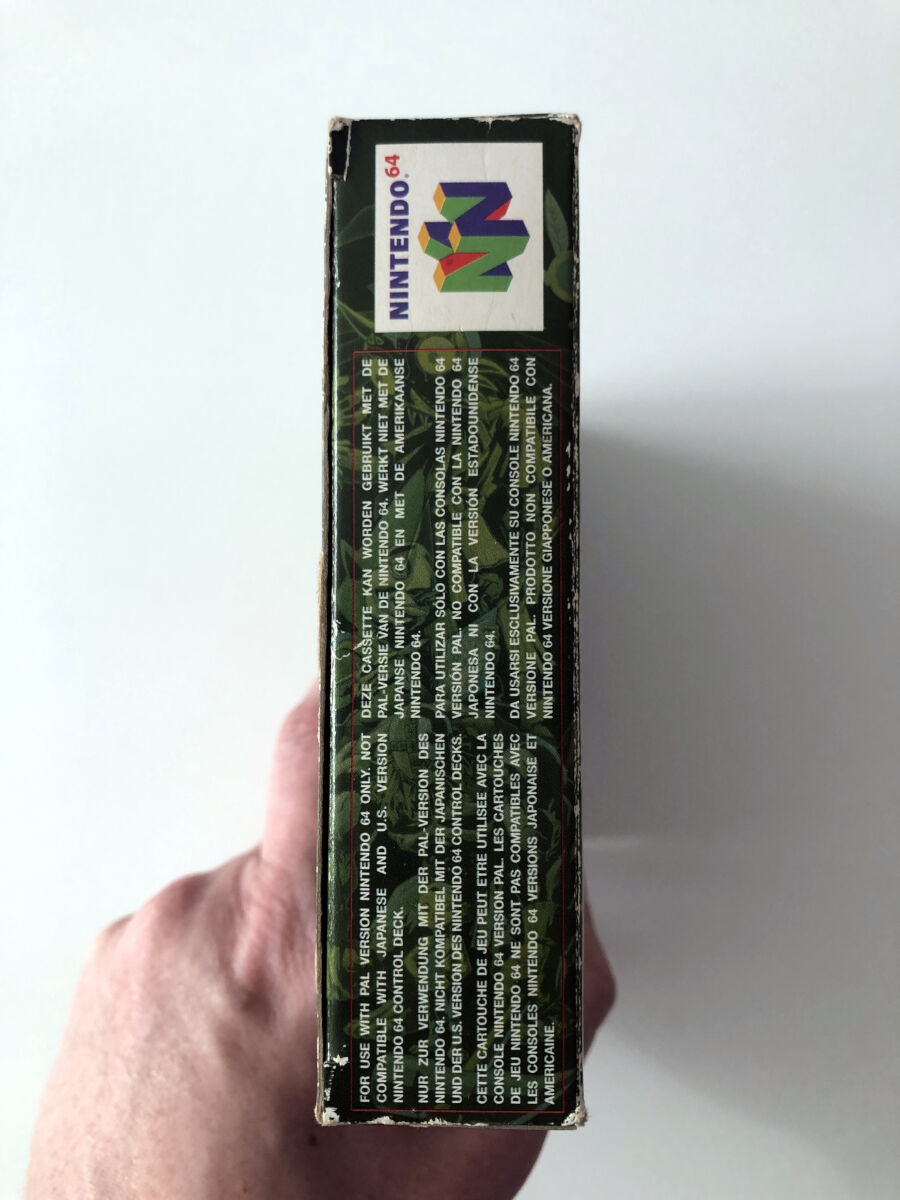 FOR USE WITH PAL VERSION NINTENDO 64 ONLY. NOT
COMPATIBLE WITH JAPANESE AND U.S. VERSION
NINTENDO 64 CONTROL DECK.
NUR ZUR VERWENDUNG MIT DER PAL-VERSION DES
NINTENDO 64. NICHT KOMPATIBEL MIT DER JAPANISCHEN
UND DER U.S. VERSION DES NINTENDO 64 CONTROL DECKS.
CETTE CARTOUCHE DE JEU PEUT ETRE UTILISEE AVEC LA
CONSOLE NINTENDO 64 VERSION PAL. LES CARTOUCHES
DE JEU NINTENDO 64 NE SONT PAS COMPATIBLES AVEC
LES CONSOLES NINTENDO 64 VERSIONS JAPONAISE ET
AMERICAINE.
DEZE CASSETTE KAN WORDEN GEBRUIKT MET DE
PAL-VERSIE VAN DE NINTENDO 64. WERKT NIET MET DE
JAPANSE NINTENDO 64 EN MET DE AMERIKAANSE
NINTENDO 64.
PARA UTILIZAR SÓLO CON LAS CONSOLAS NINTENDO 64
VERSIÓN PAL. NO COMPATIBLE CON LA NINTENDO 64
JAPONESA NI CON LA VERSIÓN ESTADOUNIDENSE
NINTENDO 64.
DA USARSI ESCLUSIVAMENTE SU CONSOLE NINTENDO 64
VERSIONE PAL. PRODOTTO NON COMPATIBILE CON
NINTENDO 64 VERSIONE GIAPPONESE O AMERICANA.
NINTENDO®64